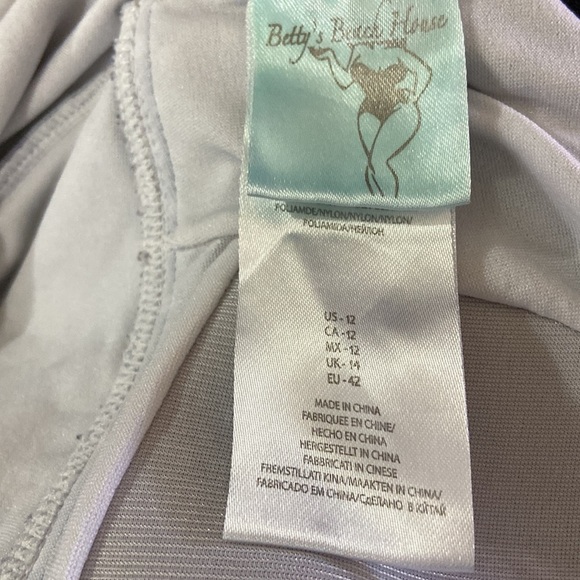 Betty's Beach House
POLIAMIDE/NYLON/NYLON/NYLON/
POLIAMIDA/НЕЙЛОН
US - 12
CA - 12
MX - 12
UK - 14
EU - 42
MADE IN CHINA
FABRIQUEE EN CHINE/
HECHO EN CHINA
HERGESTELLT IN CHINA
FABBRICATI IN CINESE
FREMSTILLATI KINA/MAAKTEN IN CHINA/
FABRICADO EM CHINA/СДЕЛАНО В КИТАЙ